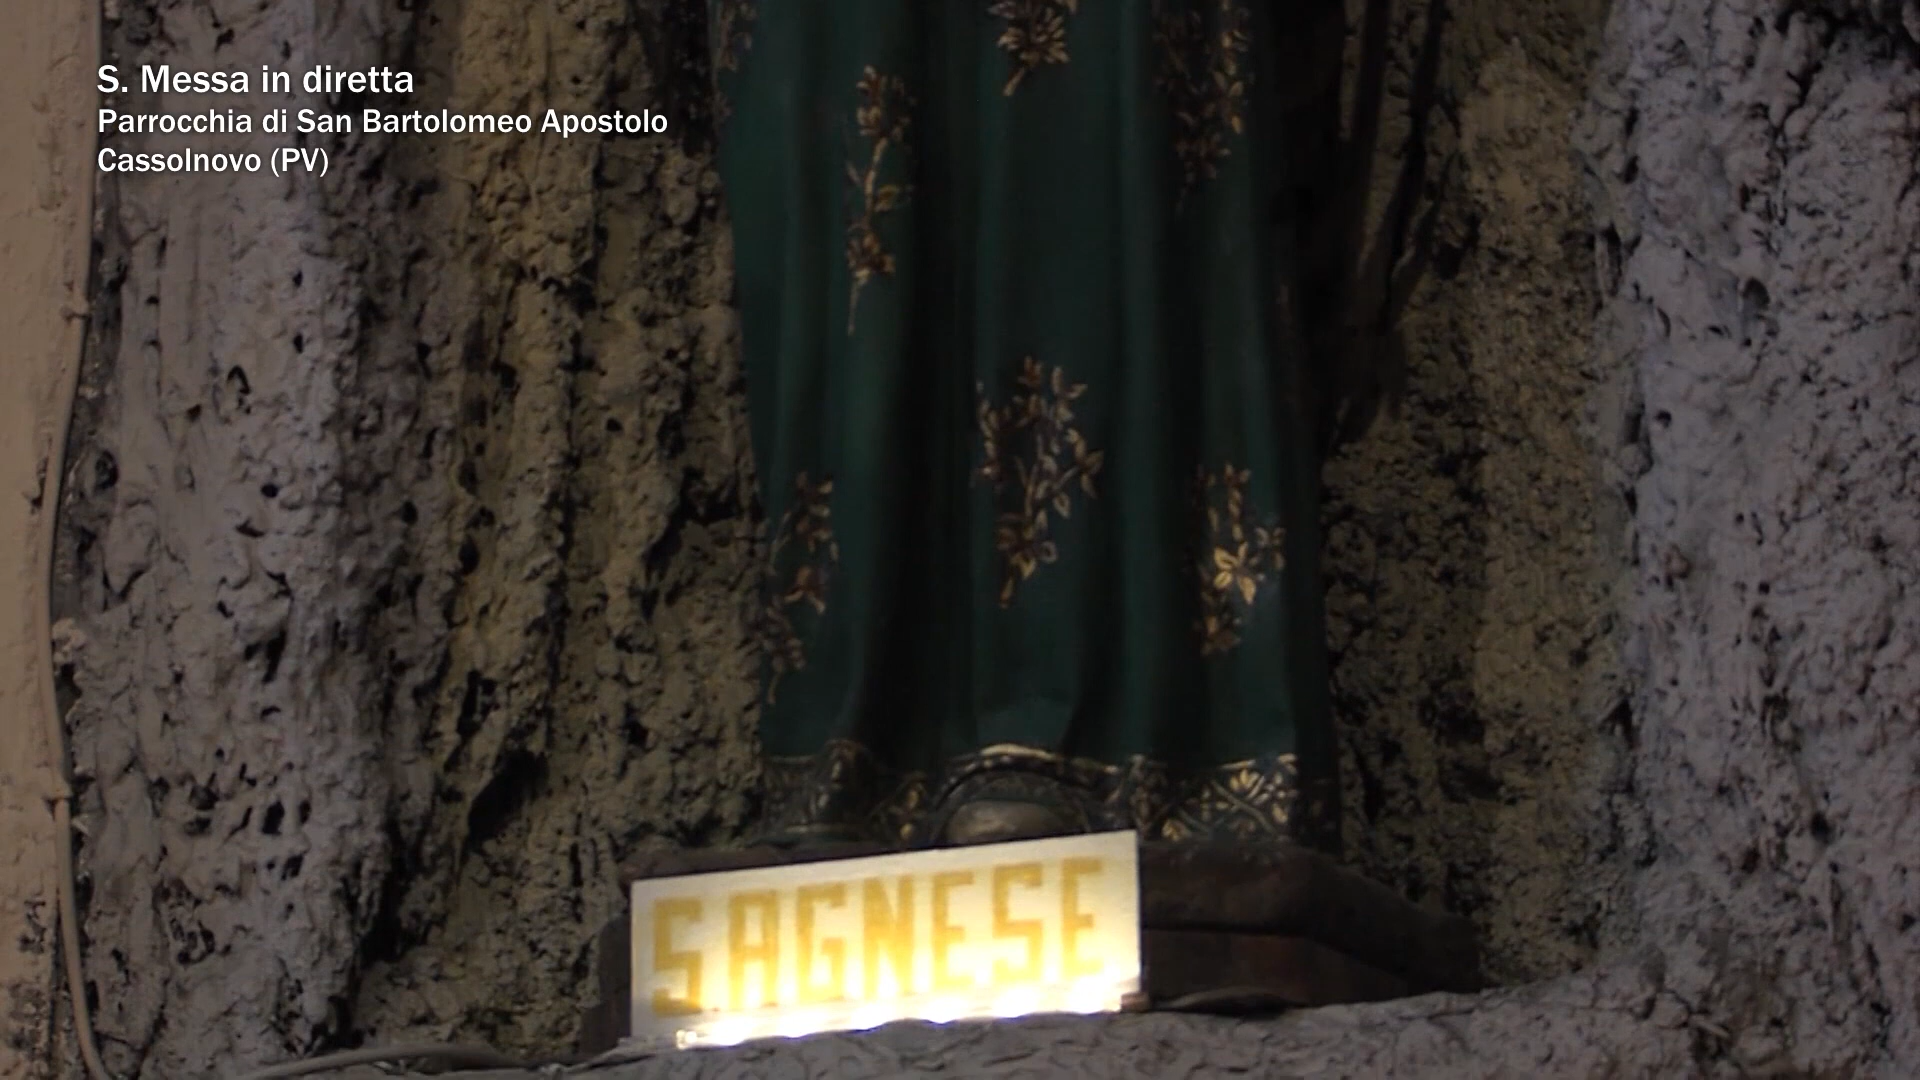 S. Messa in diretta
Parrocchia di San Bartolomeo Apostolo
Cassolnovo (PV)
S AGNESE